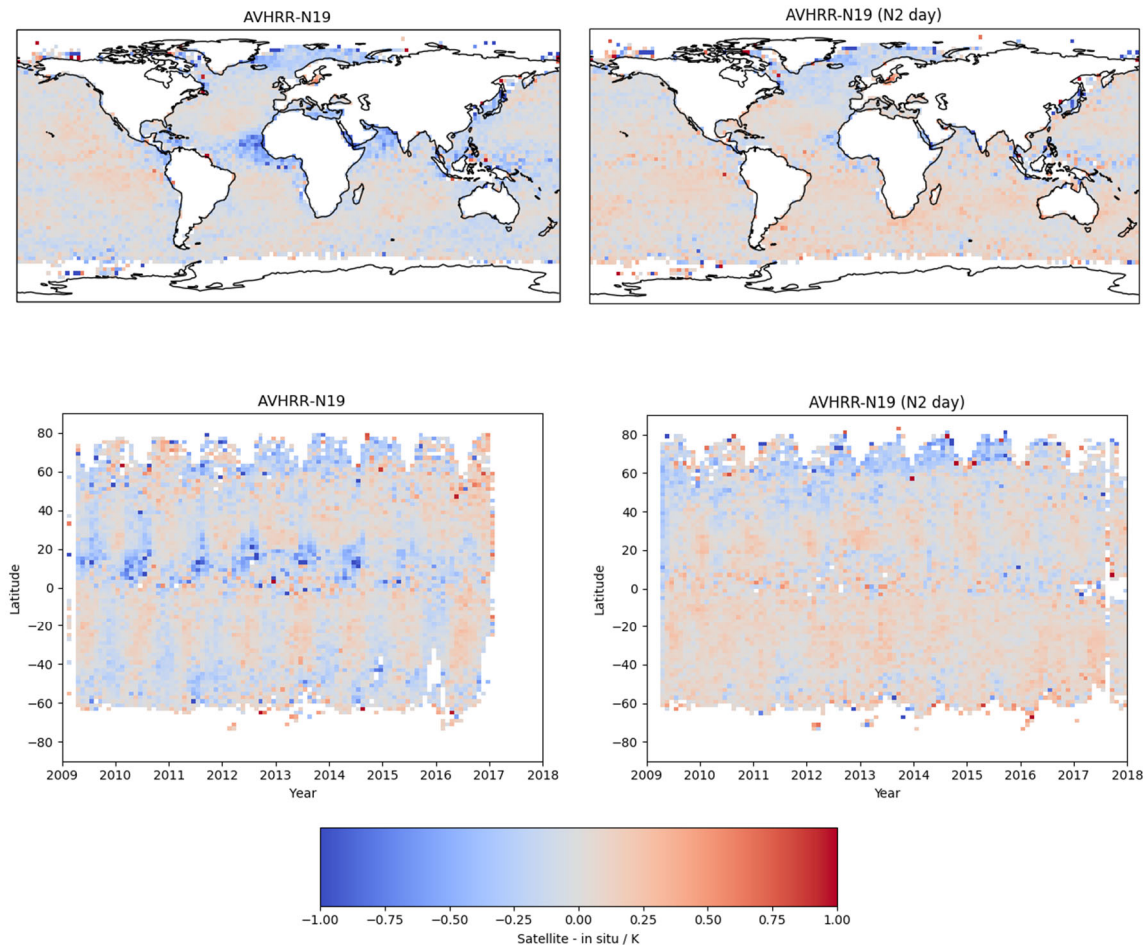 AVHRR-N19
AVHRR-N19 (N2 day)
AVHRR-N19
AVHRR-N19 (N2 day)
80
60
40
20
0
−20
−40
−60
−80
Latitude
2009 2010 2011 2012 2013 2014 2015 2016 2017 2018
Year
80
60
40
20
0
−20
−40
−60
−80
Latitude
2009 2010 2011 2012 2013 2014 2015 2016 2017 2018
Year
−1.00 −0.75 −0.50 −0.25 0.00 0.25 0.50 0.75 1.00
Satellite - in situ / K